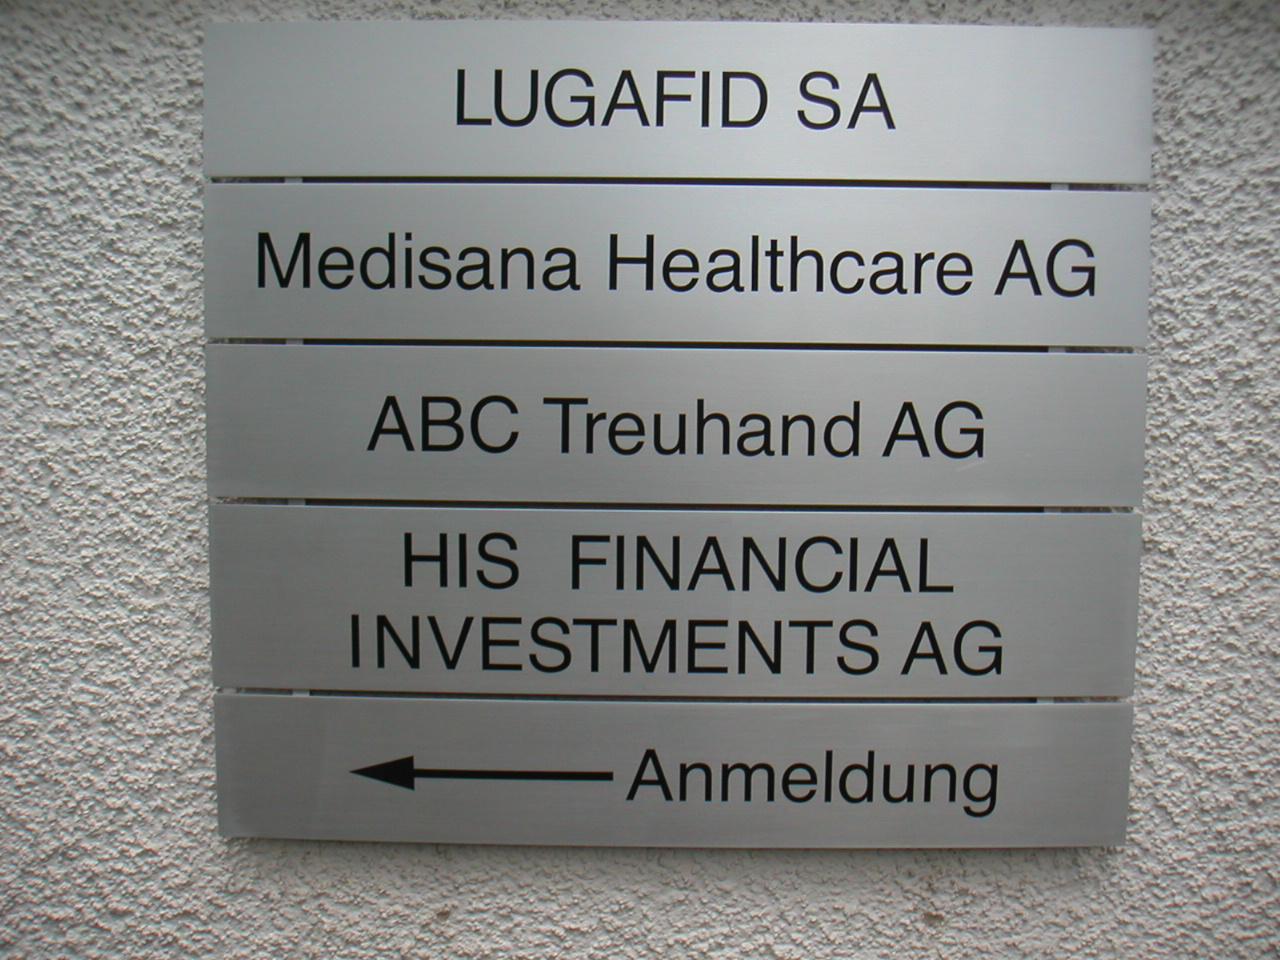 LUGAFID SA
Medisana Healthcare AG
ABC Treuhand AG
HIS FINANCIAL
INVESTMENTS AG
Anmeldung